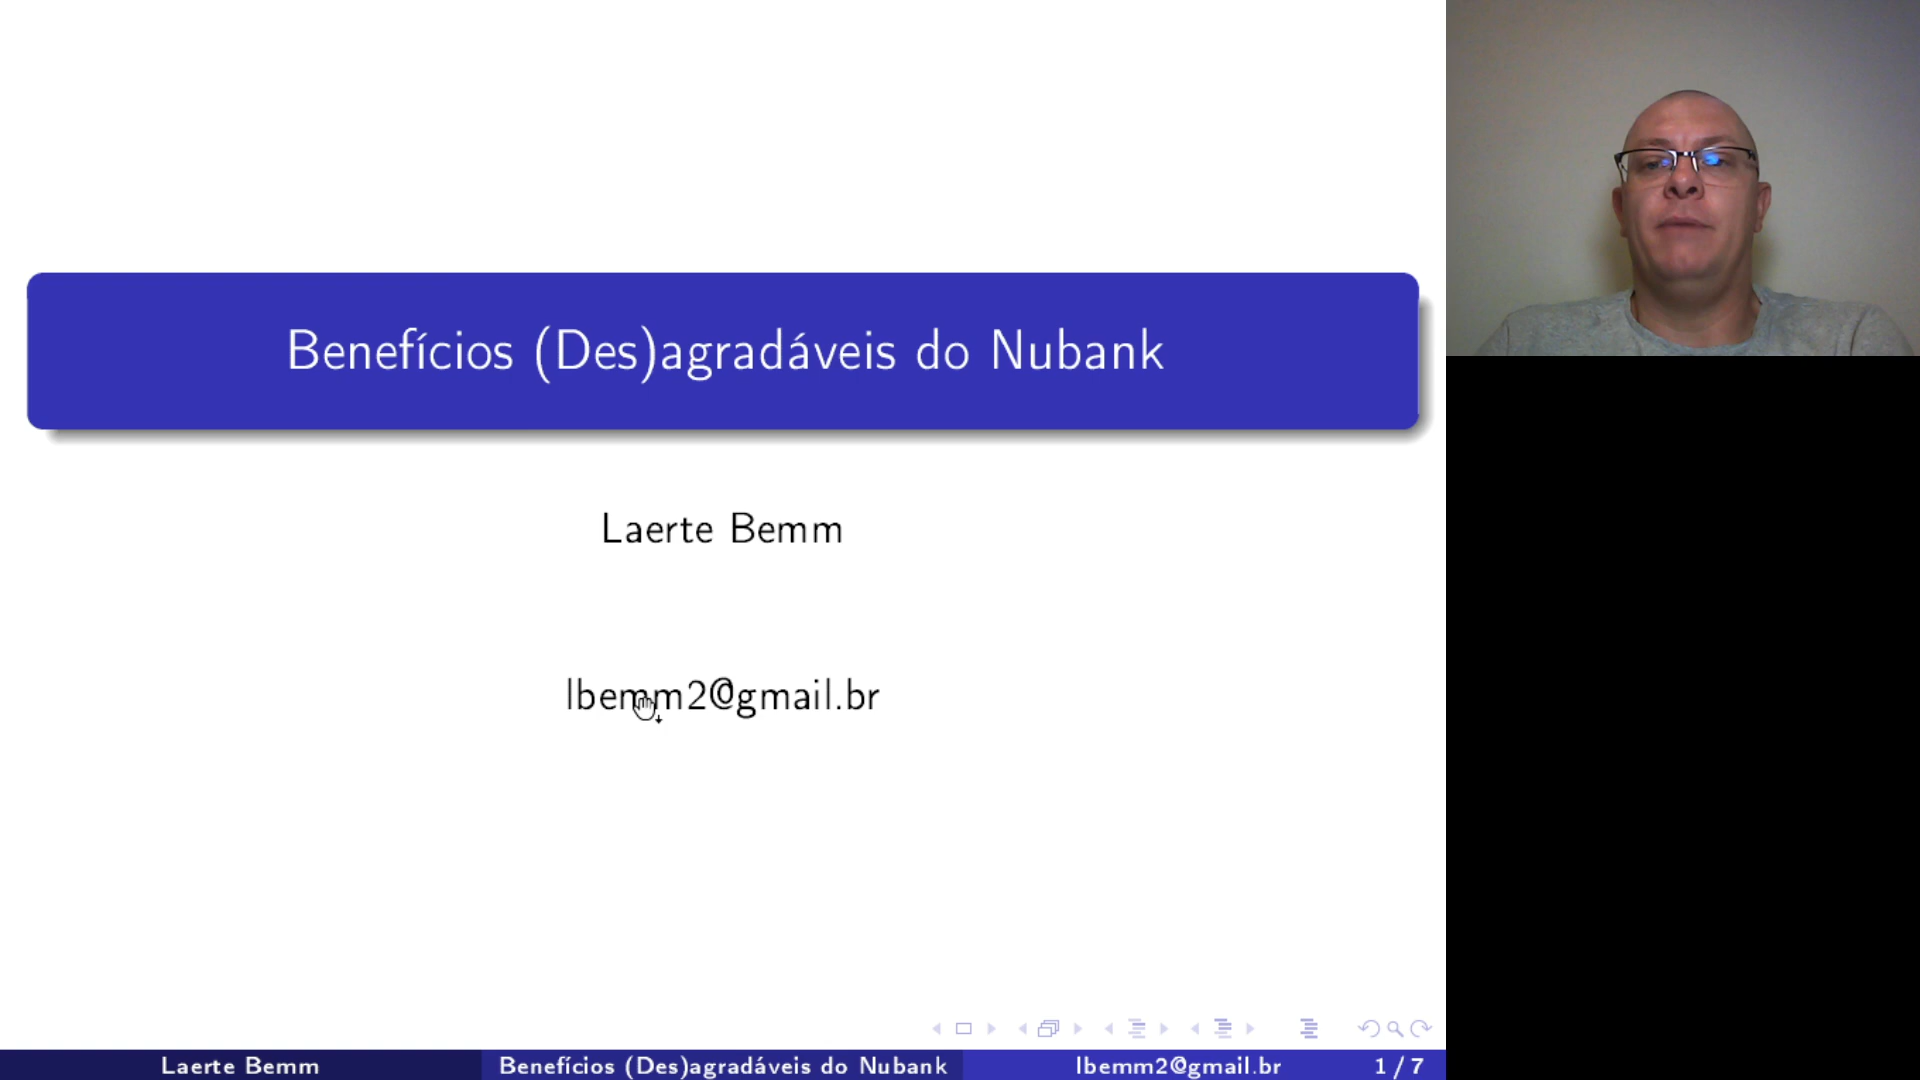 Benefícios (Des)agradáveis do Nubank
Laerte Bemm
lbemm2@gmail.br
Laerte Bemm Benefícios (Des)agradáveis do Nubank lbemm2@gmail.br 1 / 7